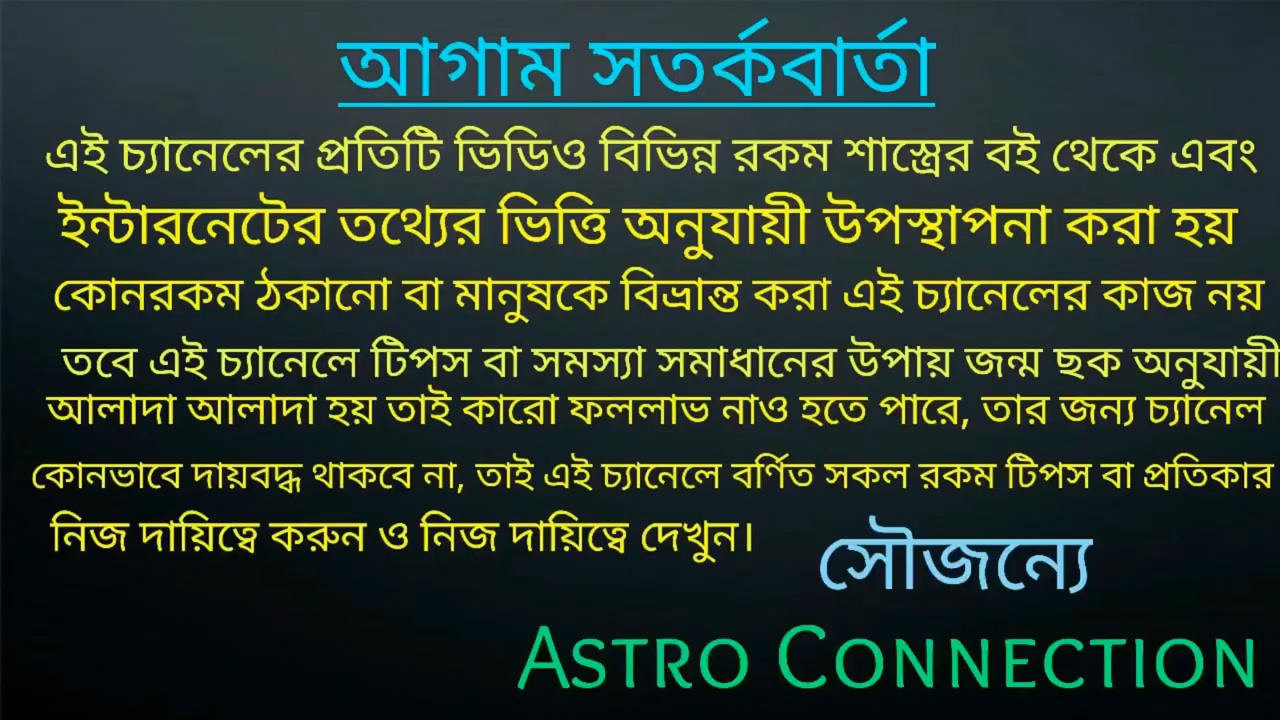 আগাম সতর্কবার্তা
এই চ্যানেলের প্রতিটি ভিডিও বিভিন্ন রকম শাস্ত্রের বই থেকে এবং
ইন্টারনেটের তথ্যের ভিত্তি অনুযায়ী উপস্থাপনা করা হয়
কোনরকম ঠকানো বা মানুষকে বিভ্রান্ত করা এই চ্যানেলের কাজ নয়
তবে এই চ্যানেলে টিপস বা সমস্যা সমাধানের উপায় জন্ম ছক অনুযায়ী
আলাদা আলাদা হয় তাই কারো ফললাভ নাও হতে পারে, তার জন্য চ্যানেল
কোনভাবে দায়বদ্ধ থাকবে না, তাই এই চ্যানেলে বর্ণিত সকল রকম টিপস বা প্রতিকার
নিজ দায়িত্বে করুন ও নিজ দায়িত্বে দেখুন।
সৌজন্যে
ASTRO CONNECTION